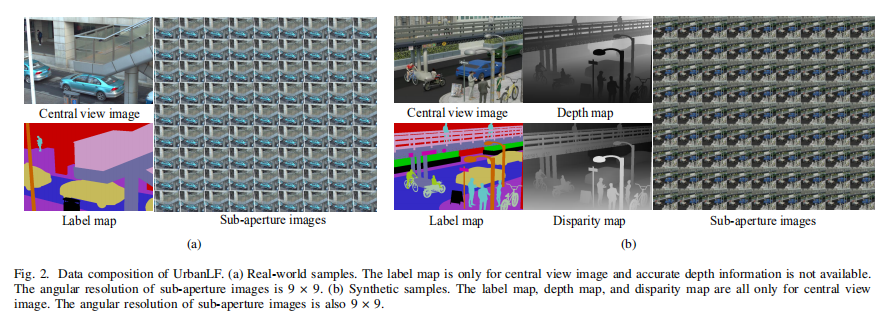 Central view image
Label map
Sub-aperture images
(a)
Central view image
Depth map
Label map
Disparity map
Sub-aperture images
(b)
Fig. 2. Data composition of UrbanLF. (a) Real-world samples. The label map is only for central view image and accurate depth information is not available.
The angular resolution of sub-aperture images is 9 × 9. (b) Synthetic samples. The label map, depth map, and disparity map are all only for central view
image. The angular resolution of sub-aperture images is also 9 × 9.